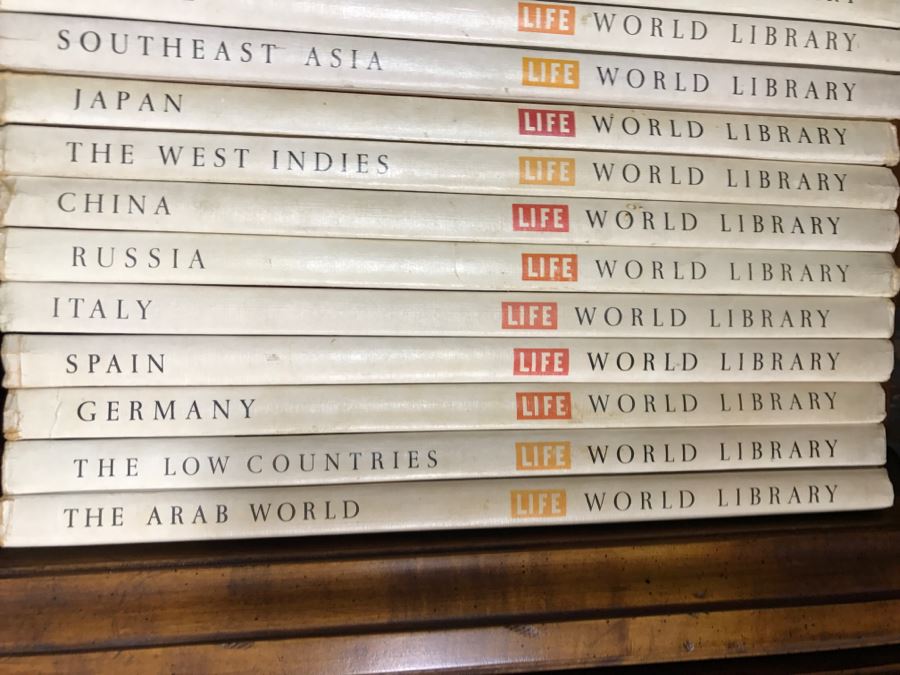 LIFE WORLD LIBRARY
SOUTHEAST ASIA LIFE WORLD LIBRARY
JAPAN LIFE WORLD LIBRARY
THE WEST INDIES LIFE WORLD LIBRARY
CHINA LIFE WORLD LIBRARY
RUSSIA LIFE WORLD LIBRARY
ITALY LIFE WORLD LIBRARY
SPAIN LIFE WORLD LIBRARY
GERMANY LIFE WORLD LIBRARY
THE LOW COUNTRIES LIFE WORLD LIBRARY
THE ARAB WORLD LIFE WORLD LIBRARY